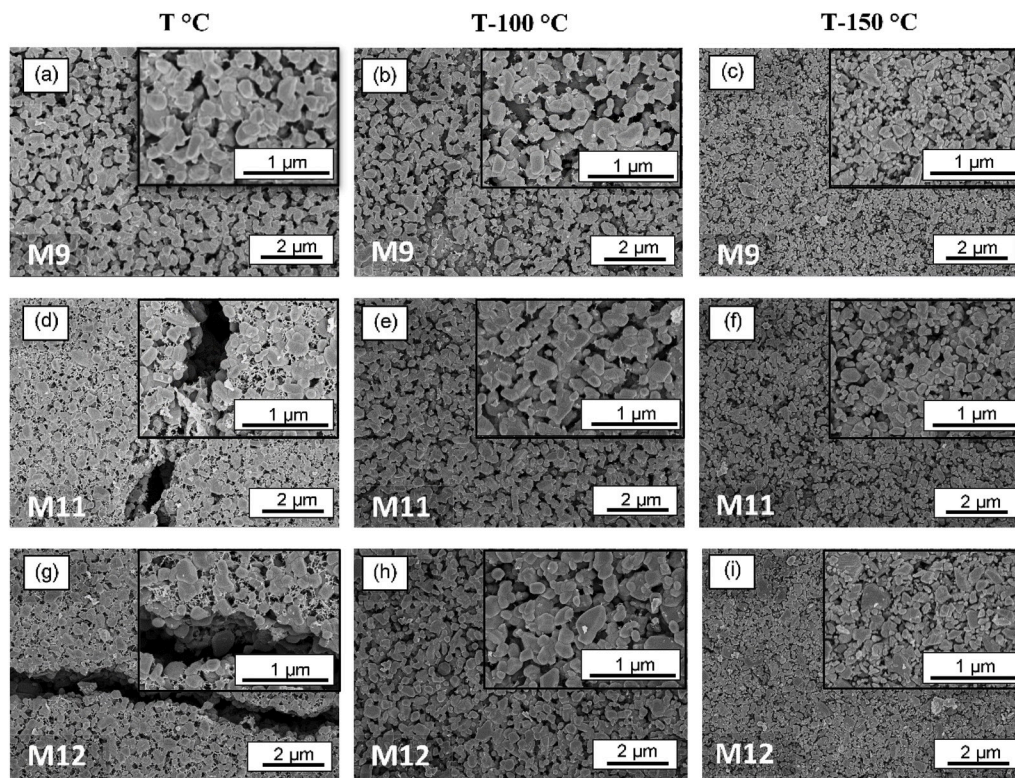 T °C T-100 °C T-150 °C
(a) (b) (c)
1 µm 1 µm 1 µm
2 µm 2 µm 2 µm
M9 M9 M9
(d) (e) (f)
1 µm 1 µm 1 µm
2 µm 2 µm 2 µm
M11 M11 M11
(g) (h) (i)
1 µm 1 µm 1 µm
2 µm 2 µm 2 µm
M12 M12 M12